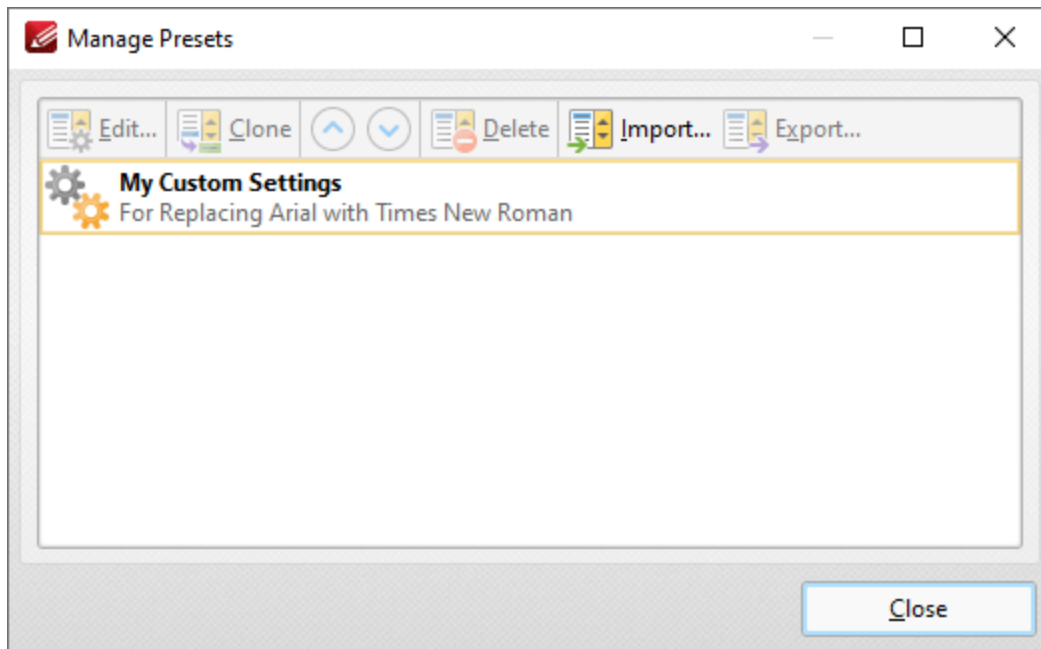 Manage Presets
Edit... Clone Delete Import... Export...
My Custom Settings
For Replacing Arial with Times New Roman
Close